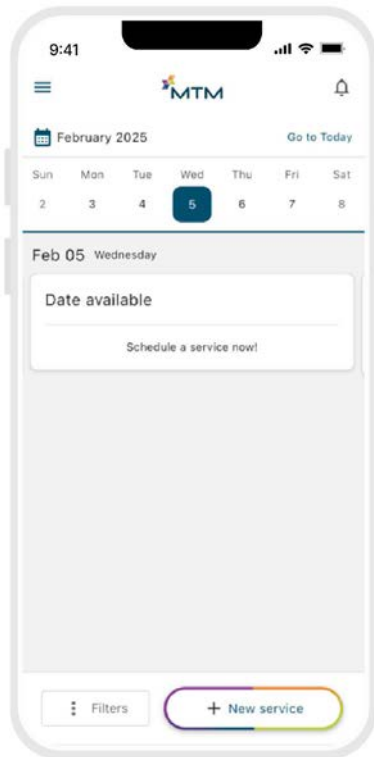 9:41
MTM
February 2025 Go to Today
Sun Mon Tue Wed Thu Fri Sat
2 3 4 5 6 7 8
Feb 05 Wednesday
Date available
Schedule a service now!
Filters + New service